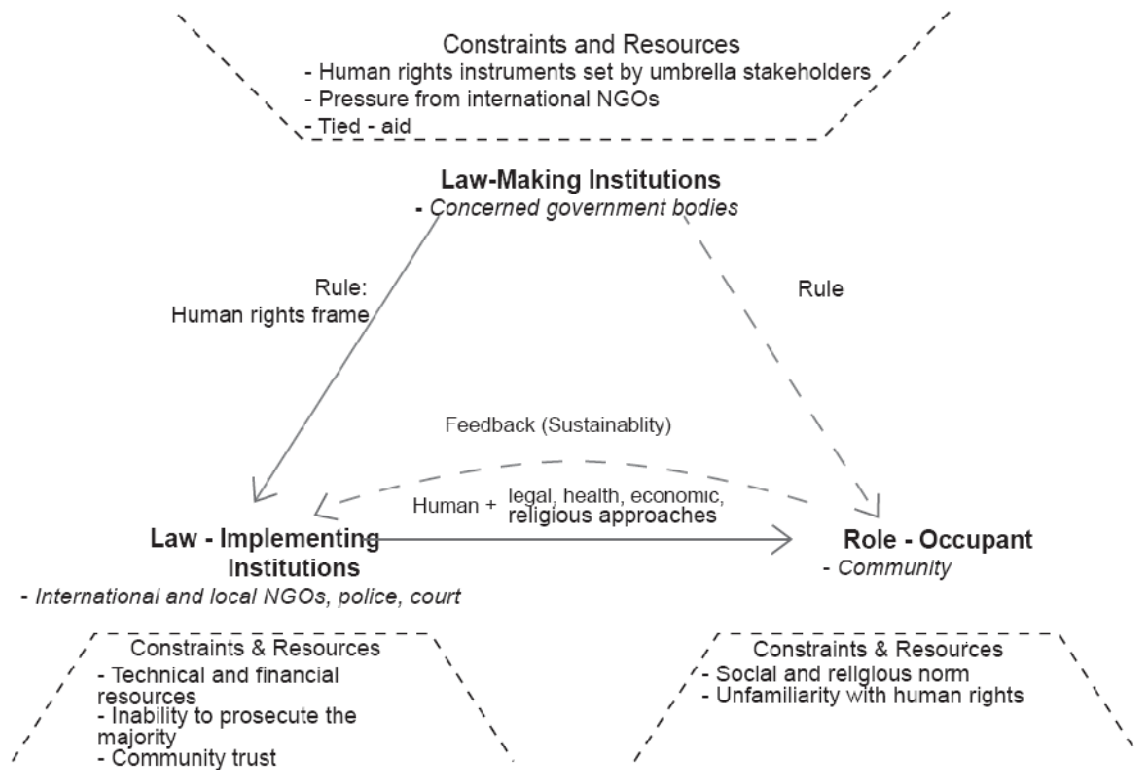 Constraints and Resources
- Human rights instruments set by umbrella stakeholders
- Pressure from international NGOs
- Tied - aid
Law-Making Institutions
- Concerned government bodies
Rule:
Human rights frame
Rule
Feedback (Sustainablity)
Human + legal, health, economic,
religious approaches
Law - Implementing
Institutions
- International and local NGOs, police, court
Role - Occupant
- Community
Constraints & Resources
- Technical and financial
resources
- Inability to prosecute the
majority
- Community trust
Constraints & Resources
- Social and religious norm
- Unfamiliarity with human rights